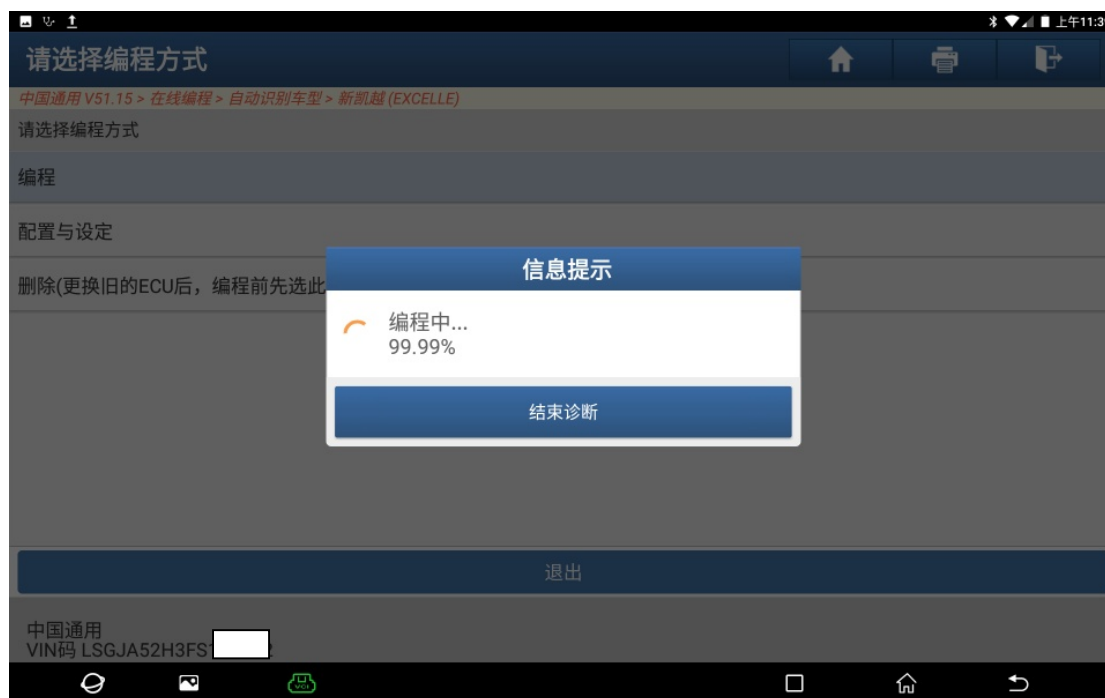 上午11:39
请选择编程方式
中国通用 V51.15 > 在线编程 > 自动识别车型 > 新凯越 (EXCELLE)
请选择编程方式
编程
配置与设定
删除(更换旧的ECU后，编程前先选此
信息提示
编程中...
99.99%
结束诊断
退出
中国通用
VIN码 LSGJA52H3FS